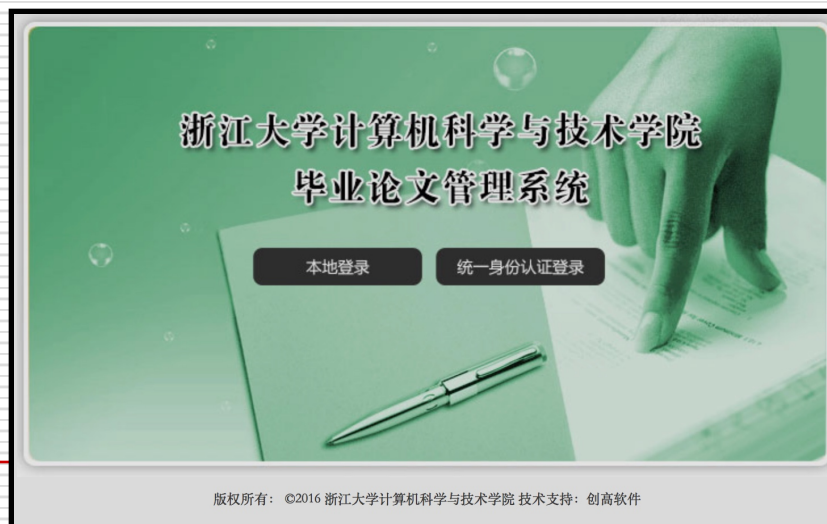 浙江大学计算机科学与技术学院
毕业论文管理系统
本地登录 统一身份认证登录
版权所有： ©2016 浙江大学计算机科学与技术学院 技术支持：创高软件